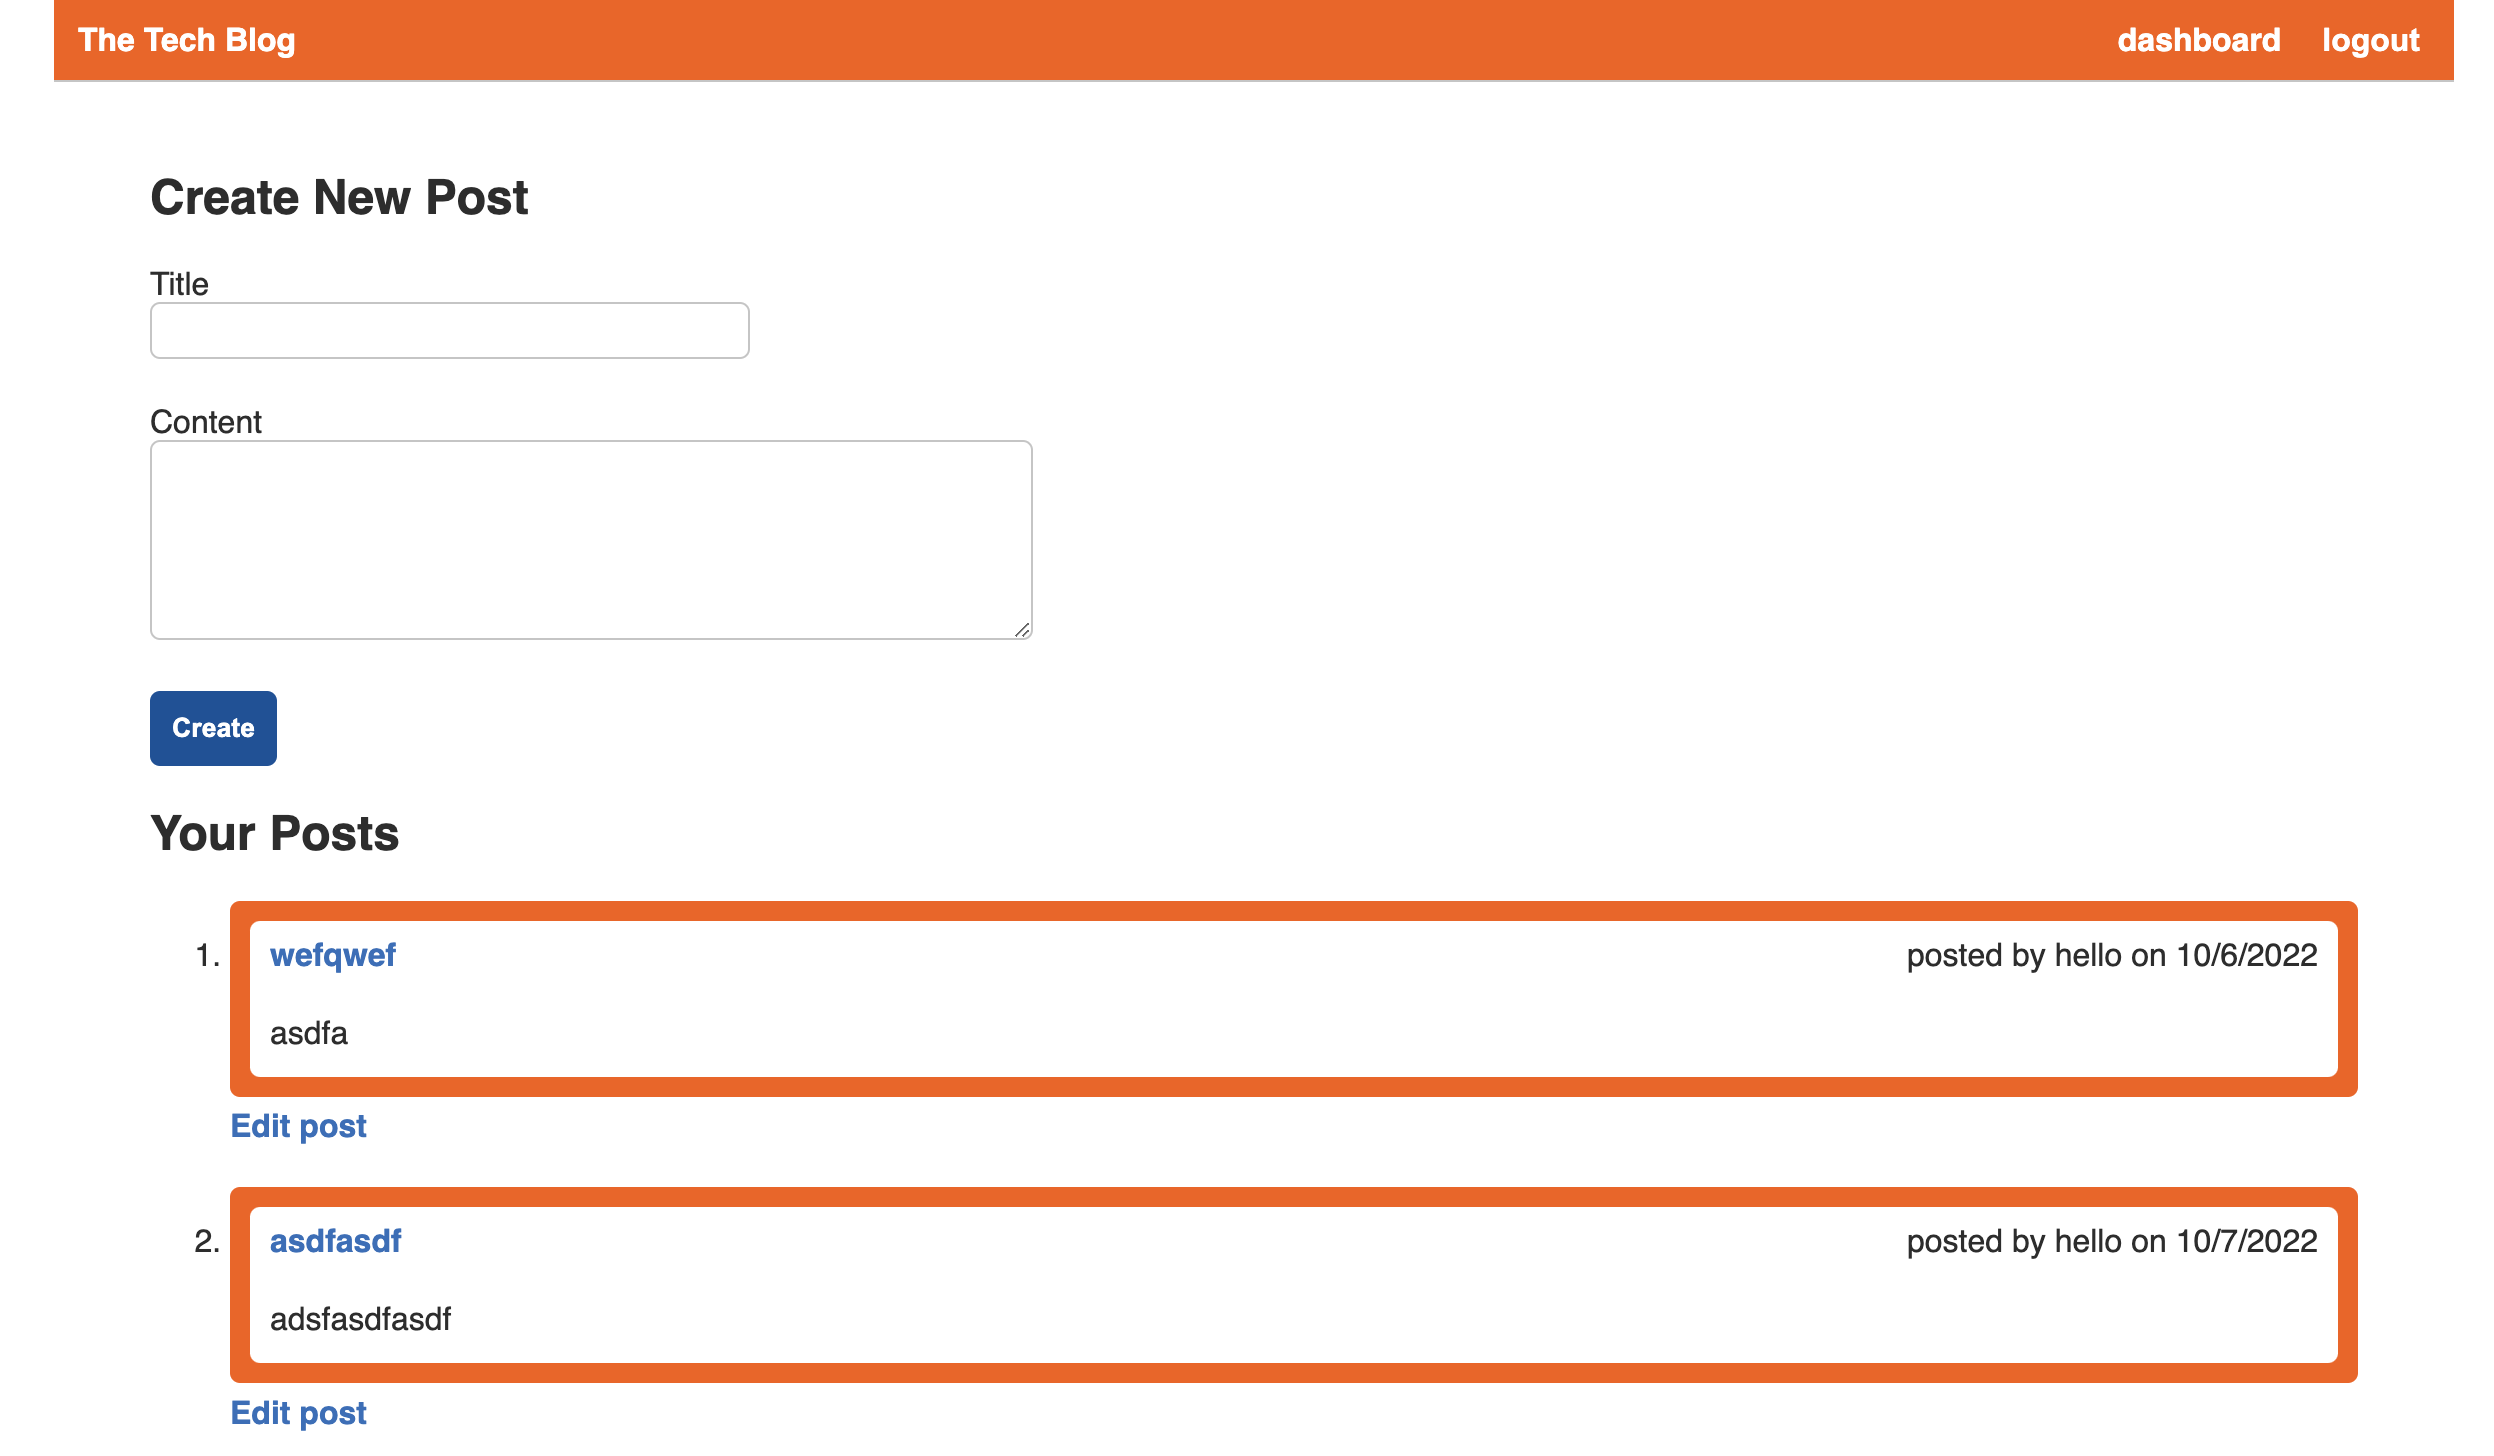 The Tech Blog dashboard logout
Create New Post
Title
Content
Create
Your Posts
1. wefqwef posted by hello on 10/6/2022
asdfa
Edit post
2. asdfasdf posted by hello on 10/7/2022
adsfasdfasdf
Edit post